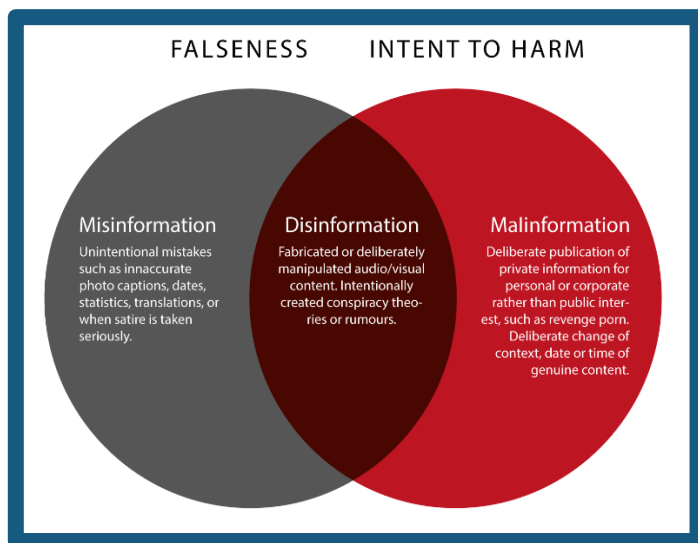 FALSENESS
INTENT TO HARM
Misinformation
Unintentional mistakes
such as innaccurate
photo captions, dates,
statistics, translations, or
when satire is taken
seriously.
Disinformation
Fabricated or deliberately
manipulated audio/visual
content. Intentionally
created conspiracy theo-
ries or rumours.
Malinformation
Deliberate publication of
private information for
personal or corporate
rather than public inter-
est, such as revenge porn.
Deliberate change of
context, date or time of
genuine content.